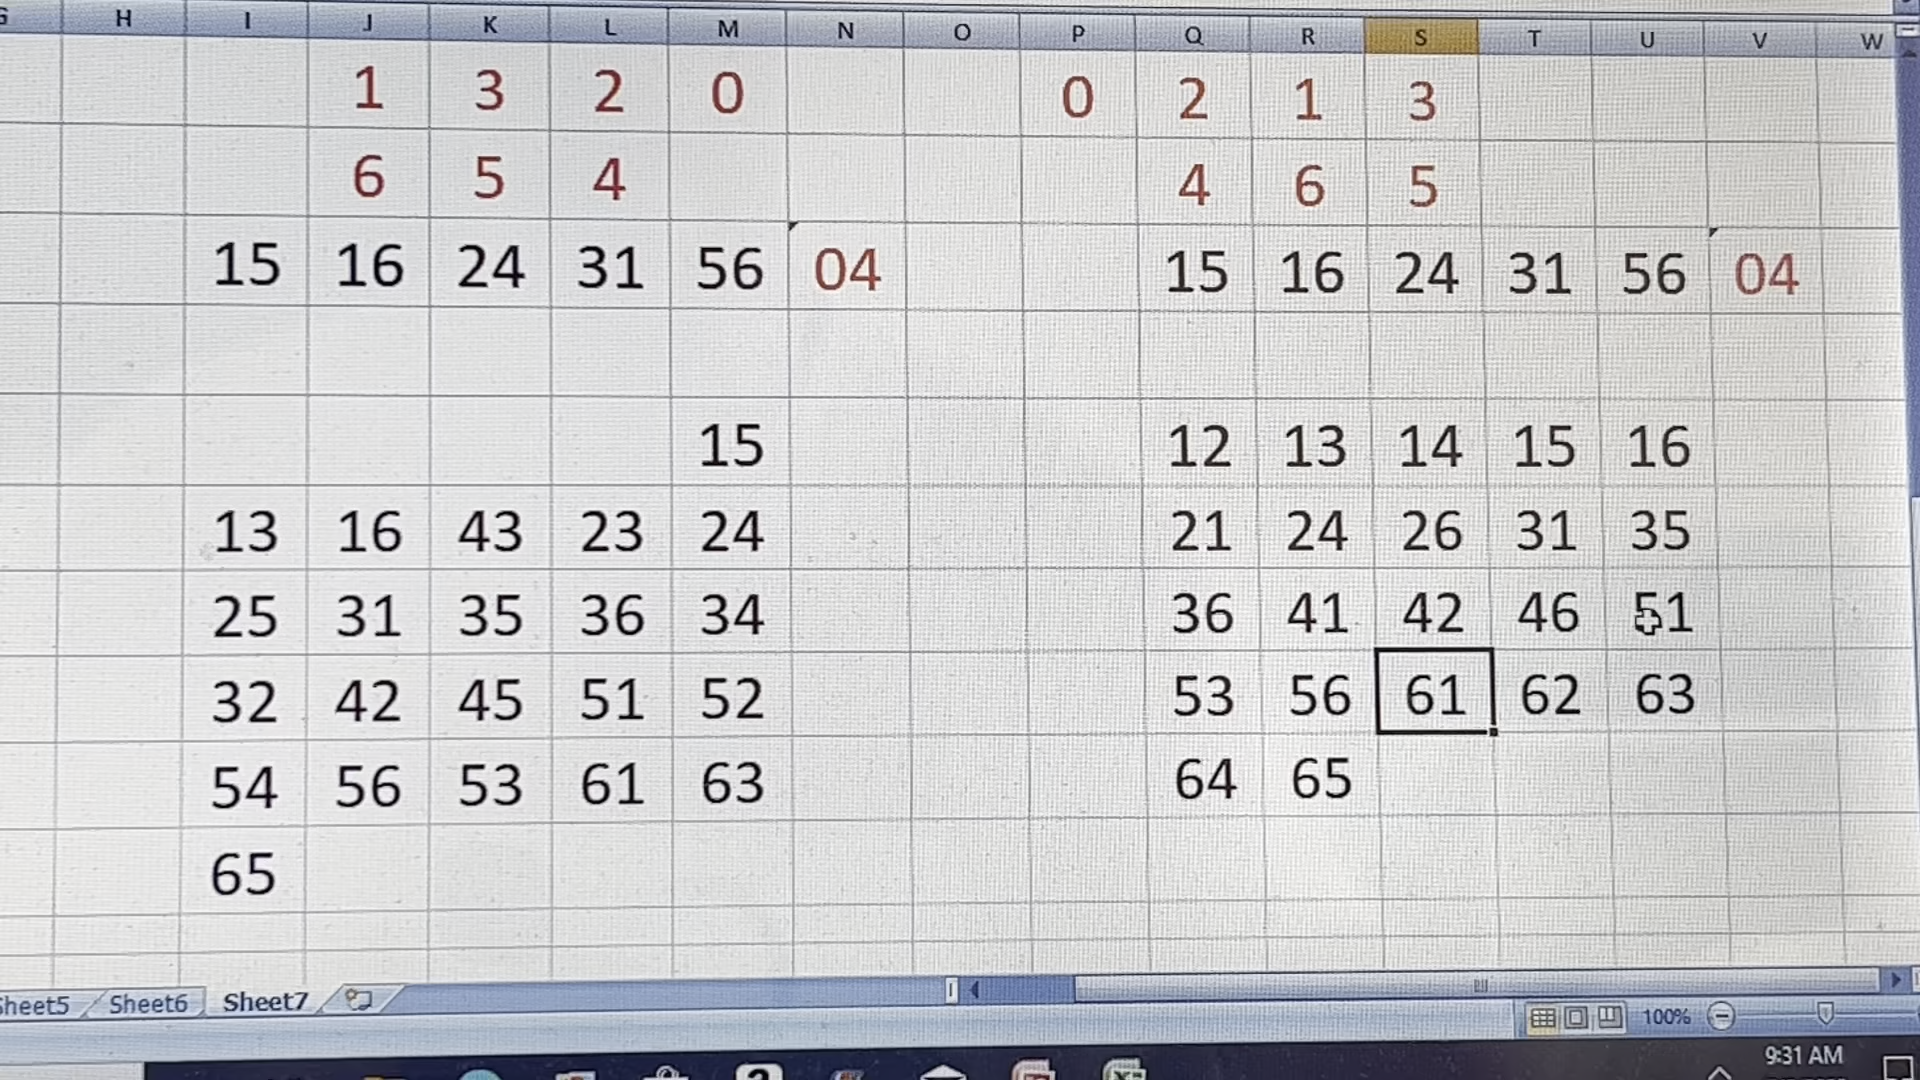 G H I J K L M N O P Q R S T U V W
1 3 2 0 0 2 1 3
6 5 4 4 6 5
15 16 24 31 56 04 15 16 24 31 56 04
15 12 13 14 15 16
13 16 43 23 24 21 24 26 31 35
25 31 35 36 34 36 41 42 46 51
32 42 45 51 52 53 56 61 62 63
54 56 53 61 63 64 65
65
Sheet5 Sheet6 Sheet7
100%
9:31 AM